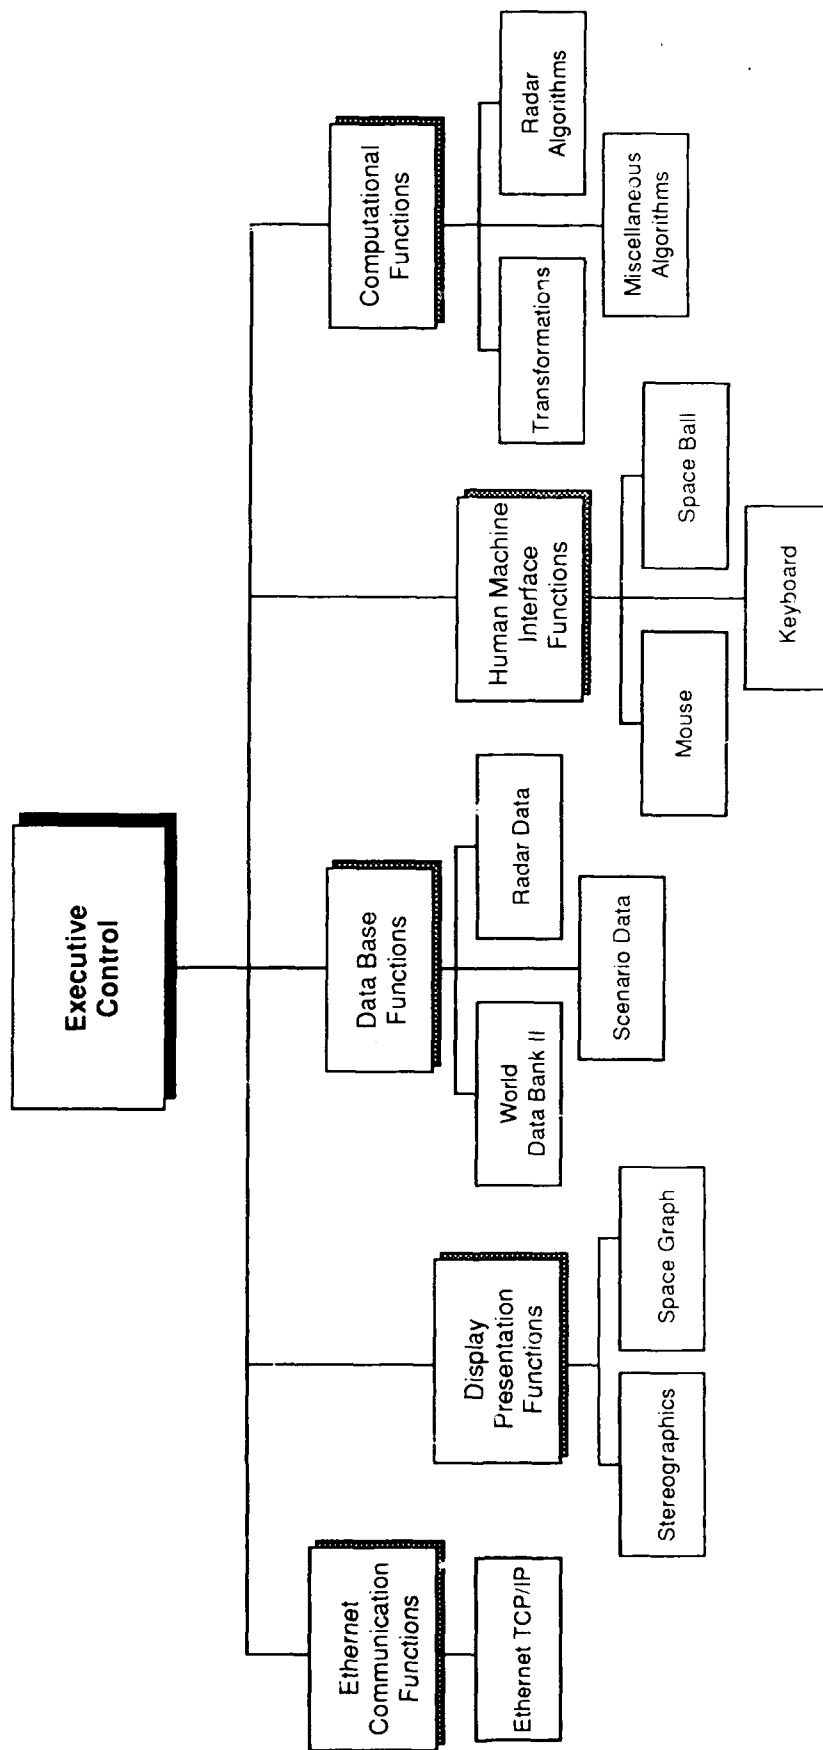 Executive
Control
Ethernet
Communication
Functions
Display
Presentation
Functions
Data Base
Functions
Human Machine
Interface
Functions
Computational
Functions
Ethernet TCP/IP
Stereographics
Space Graph
World
Data Bank II
Radar Data
Scenario Data
Mouse
Space Ball
Keyboard
Transformations
Radar
Algorithms
Miscellaneous
Algorithms